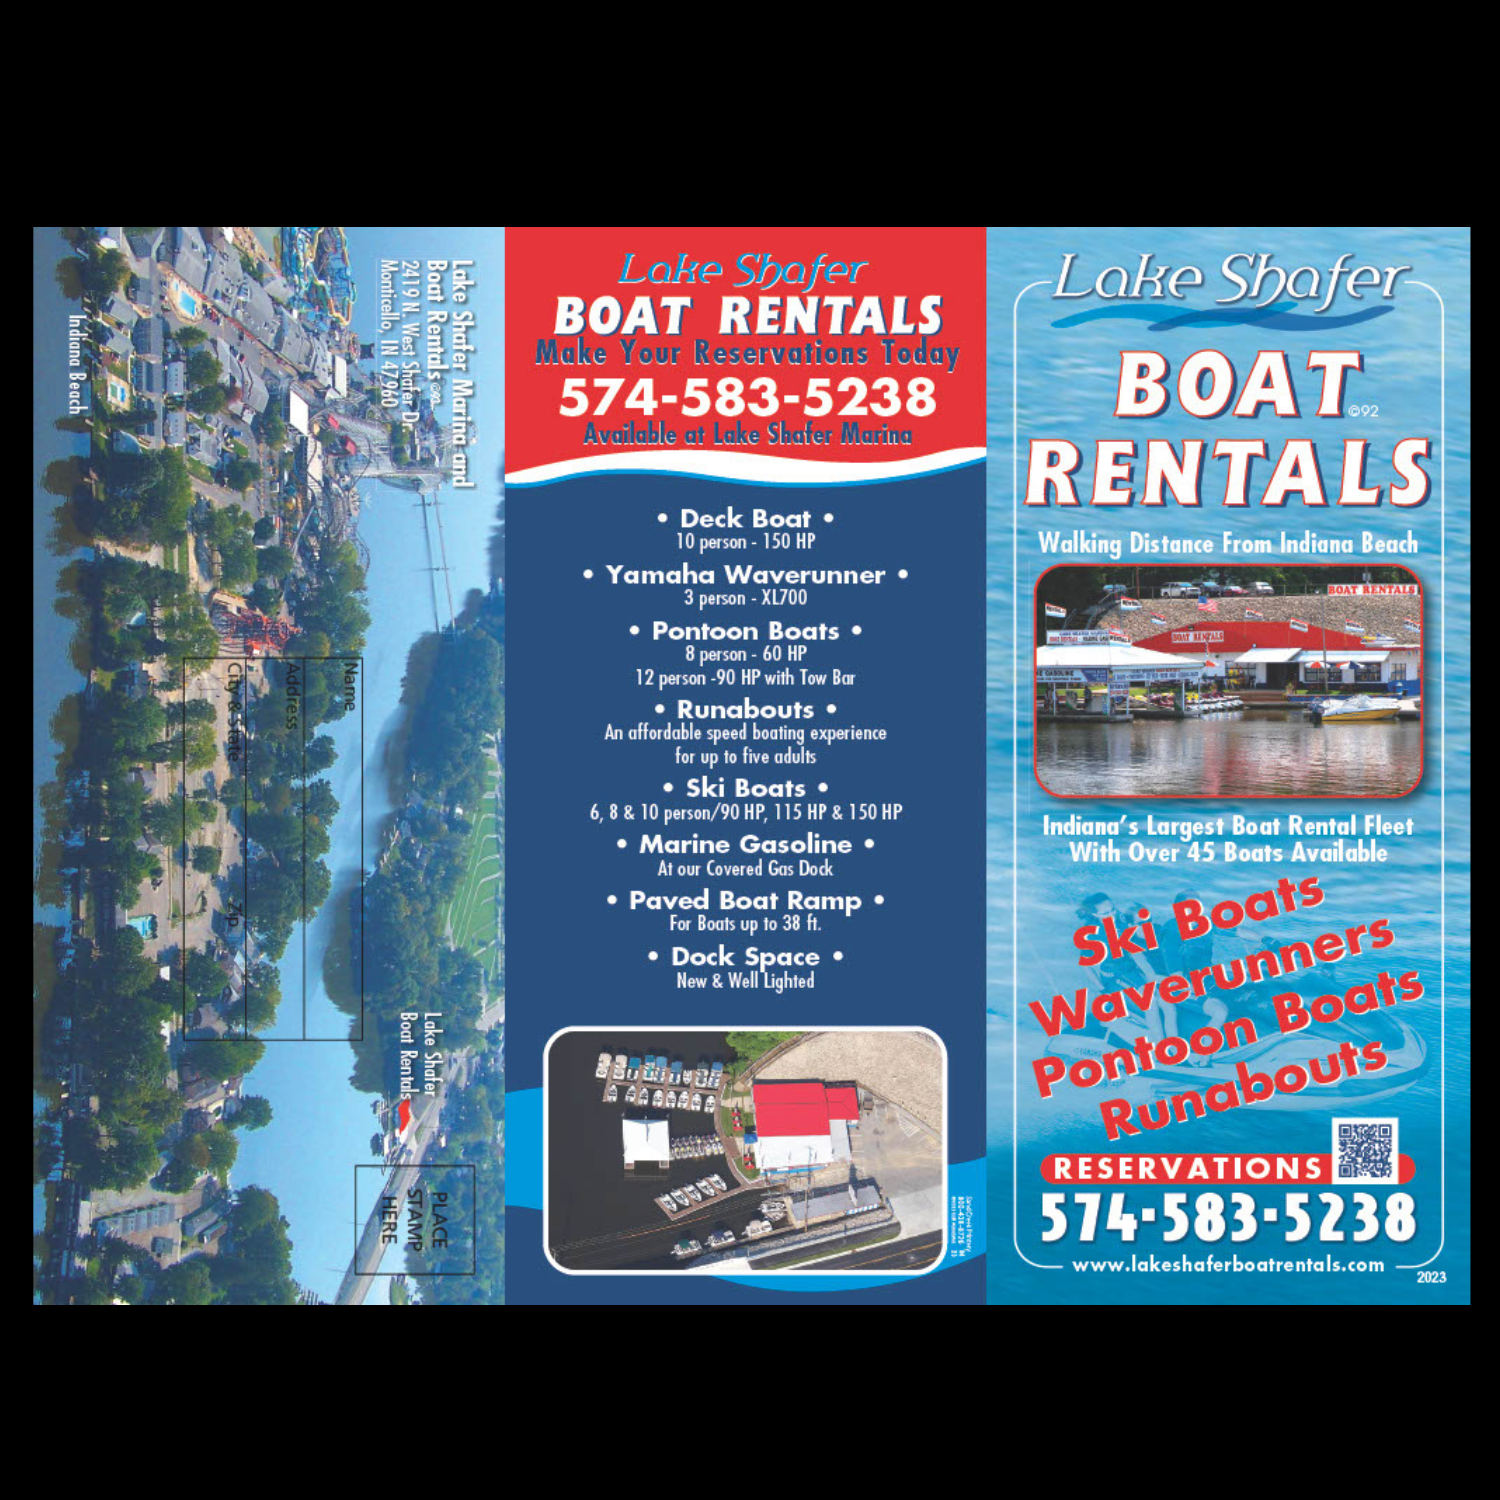 Lake Shafer Marina and
Boat Rentals ©92
2419 N. West Shafer Dr.
Monticello, IN 47960
Indiana Beach
Name
Address
City & State
Zip
Lake Shafer
Boat Rentals
PLACE
STAMP
HERE
Lake Shafer
BOAT RENTALS
Make Your Reservations Today
574-583-5238
Available at Lake Shafer Marina
• Deck Boat •
10 person - 150 HP
• Yamaha Waverunner •
3 person - XL700
• Pontoon Boats •
8 person - 60 HP
12 person -90 HP with Tow Bar
• Runabouts •
An affordable speed boating experience
for up to five adults
• Ski Boats •
6, 8 & 10 person/90 HP, 115 HP & 150 HP
• Marine Gasoline •
At our Covered Gas Dock
• Paved Boat Ramp •
For Boats up to 38 ft.
• Dock Space •
New & Well Lighted
Lake Shafer
BOAT
©92
RENTALS
Walking Distance From Indiana Beach
BOAT RENTALS
BOAT RENTALS
Indiana's Largest Boat Rental Fleet
With Over 45 Boats Available
Ski Boats
Waverunners
Pontoon Boats
Runabouts
RESERVATIONS
574-583-5238
www.lakeshaferboatrentals.com
2023